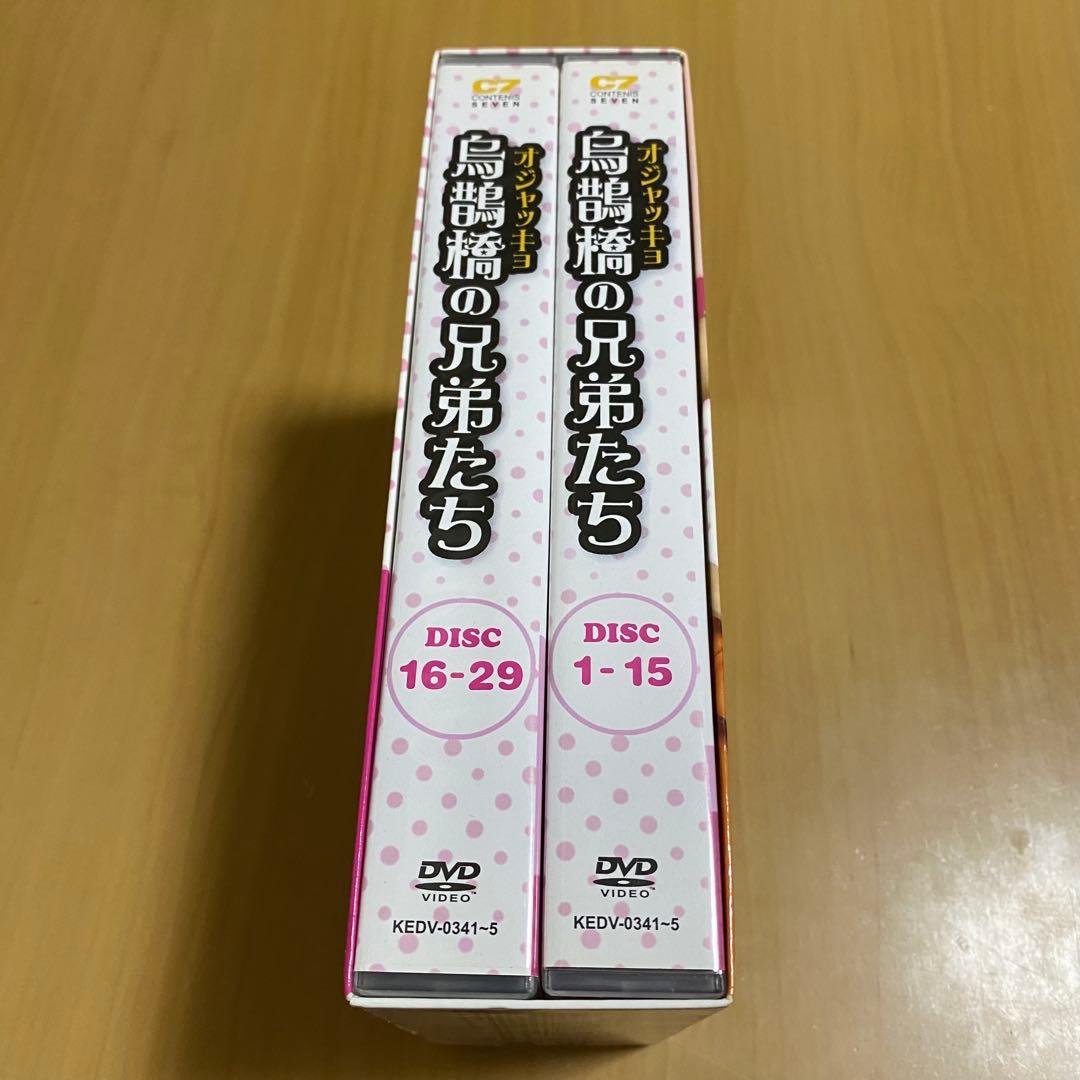 C7
CONTENTS
SEVEN
オジャッキョ
烏鵲橋の兄弟たち
DISC
16-29
DVD
VIDEO™
KEDV-0341~5
C7
CONTENTS
SEVEN
オジャッキョ
烏鵲橋の兄弟たち
DISC
1-15
DVD
VIDEO™
KEDV-0341~5